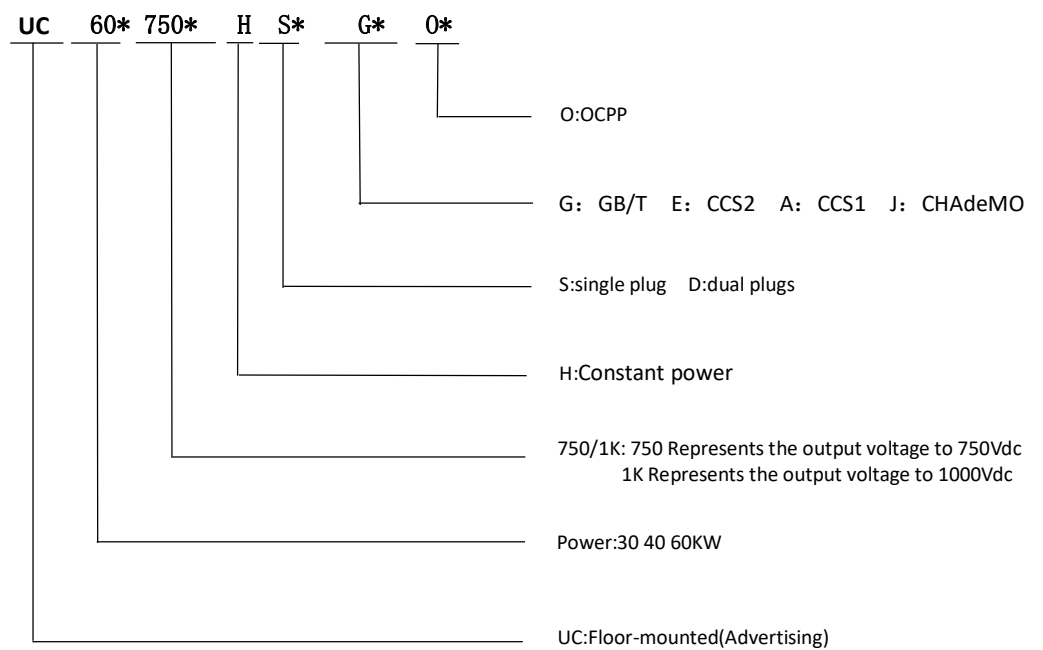 UC 60* 750* H S* G* O*
O:OCPP
G：GB/T E：CCS2 A：CCS1 J：CHAdeMO
S:single plug D:dual plugs
H:Constant power
750/1K: 750 Represents the output voltage to 750Vdc
1K Represents the output voltage to 1000Vdc
Power:30 40 60KW
UC:Floor-mounted(Advertising)